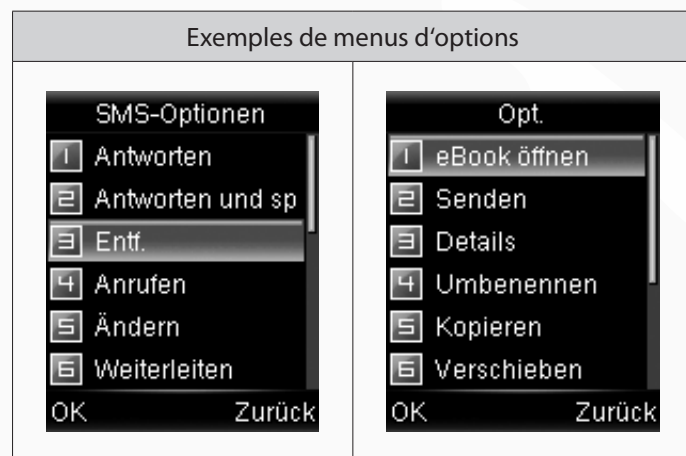 Exemples de menus d‘options
SMS-Optionen
1 Antworten
2 Antworten und sp
3 Entf.
4 Anrufen
5 Ändern
6 Weiterleiten
OK Zurück
Opt.
1 eBook öffnen
2 Senden
3 Details
4 Umbenennen
5 Kopieren
6 Verschieben
OK Zurück